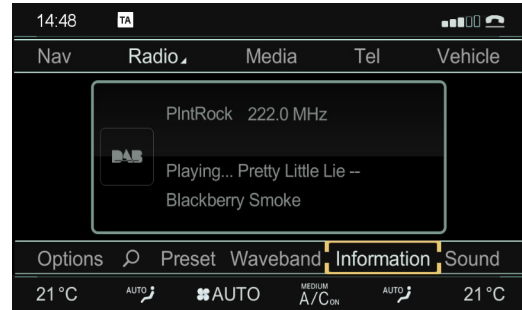 14:48 TA
Nav Radio Media Tel Vehicle
PlntRock 222.0 MHz
DAB
Playing... Pretty Little Lie --
Blackberry Smoke
Options Preset Waveband Information Sound
21 °C AUTO AUTO MEDIUM A/C ON AUTO 21 °C